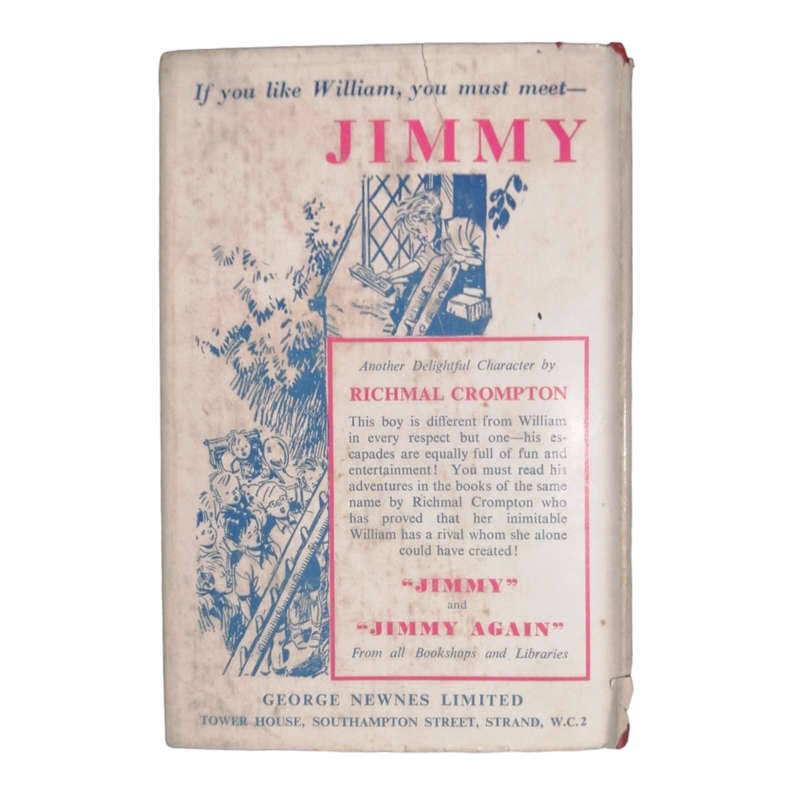 If you like William, you must meet—
JIMMY
Another Delightful Character by
RICHMAL CROMPTON
This boy is different from William
in every respect but one—his es-
capades are equally full of fun and
entertainment! You must read his
adventures in the books of the same
name by Richmal Crompton who
has proved that her inimitable
William has a rival whom she alone
could have created!
“JIMMY”
and
“JIMMY AGAIN”
From all Bookshops and Libraries
GEORGE NEWNES LIMITED
TOWER HOUSE, SOUTHAMPTON STREET, STRAND, W.C.2